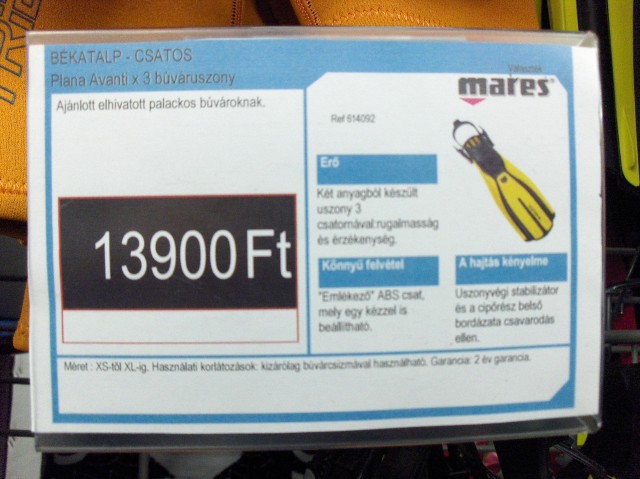 BÉKATALP - CSATOS
Plana Avanti x 3 búváruszony
Ajánlott elhivatott palackos búvároknak.
13900 Ft
Választék
mares
Ref 614092
Erő
Két anyagból készült
uszony 3
csatornával:rugalmasság
és érzékenység.
Könnyű felvétel
"Emlékező" ABS csat,
mely egy kézzel is
beállítható.
A hajtás kényelme
Uszonyvégi stabilizátor
és a cipőrész belső
bordázata csavarodás
ellen.
Méret : XS-től XL-ig. Használati korlátozások: kizárólag búvárcsizmával használható. Garancia: 2 év garancia.